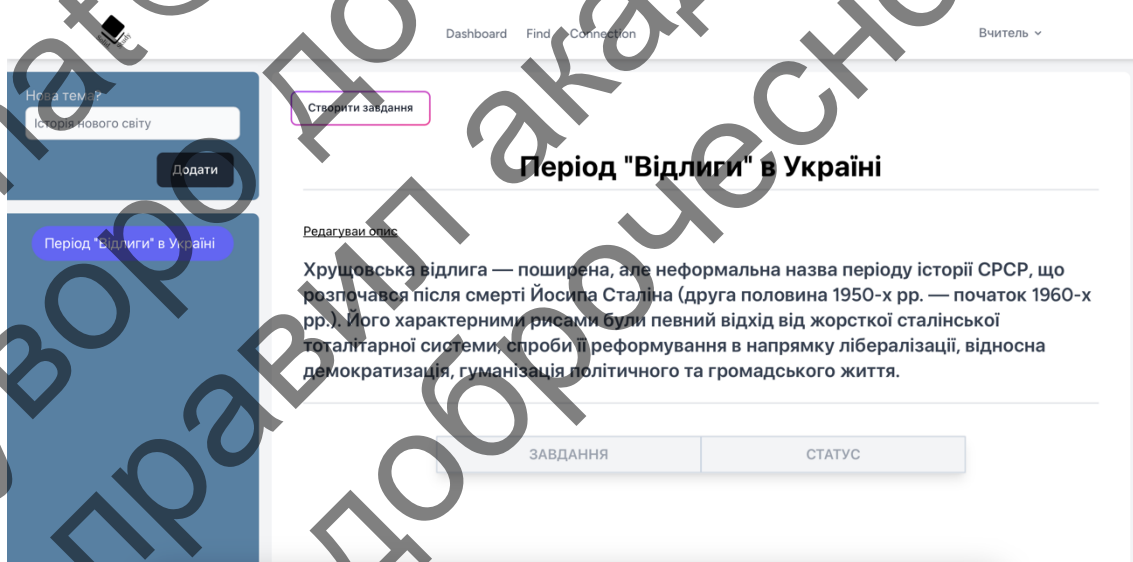 Dashboard Find Connection
Вчитель
Нова тема?
Історія нового світу
Додати
Період "Відлиги" в Україні
Створити завдання
Період "Відлиги" в Україні
Редагуваи опис
Хрущовська відлига — поширена, але неформальна назва періоду історії СРСР, що
розпочався після смерті Йосипа Сталіна (друга половина 1950-х рр. — початок 1960-х
рр.). Його характерними рисами були певний відхід від жорсткої сталінської
тоталітарної системи, спроби її реформування в напрямку лібералізації, відносна
демократизація, гуманізація політичного та громадського життя.
ЗАВДАННЯ СТАТУС
правил
доброчесно